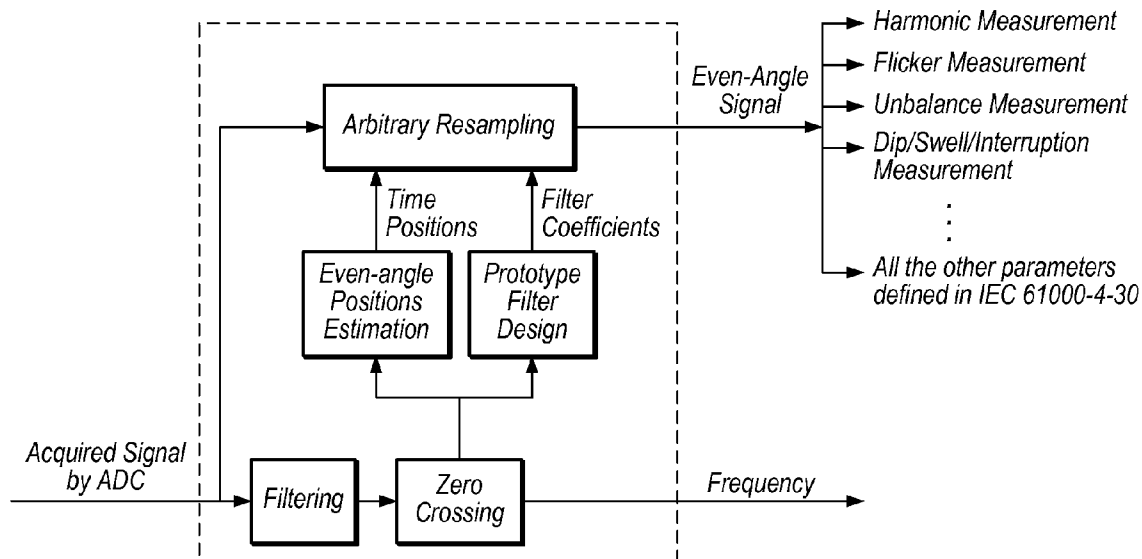 Harmonic Measurement
Flicker Measurement
Unbalance Measurement
Dip/Swell/Interruption
Measurement
All the other parameters
defined in IEC 61000-4-30
Even-Angle
Signal
Arbitrary Resampling
Time
Positions
Filter
Coefficients
Even-angle
Positions
Estimation
Prototype
Filter
Design
Acquired Signal
by ADC
Filtering
Zero
Crossing
Frequency